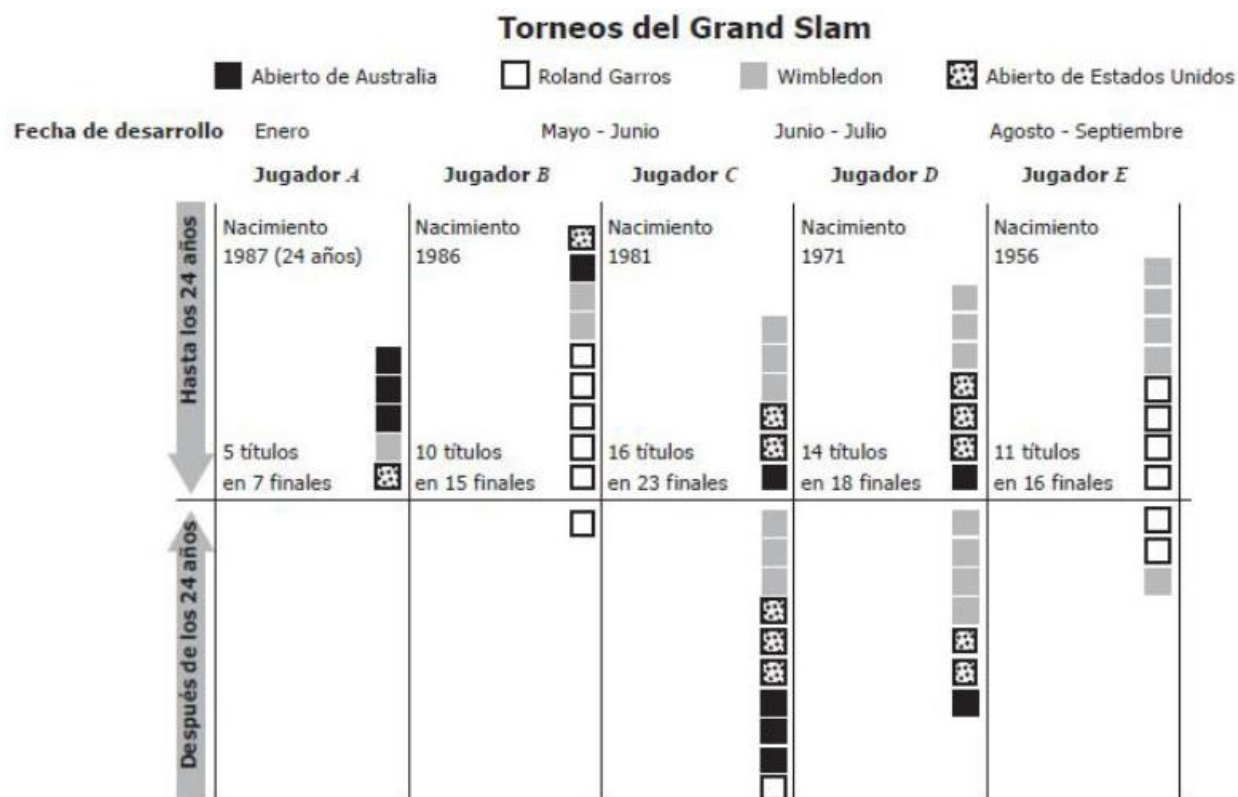 Torneos del Grand Slam
Abierto de Australia Roland Garros Wimbledon Abierto de Estados Unidos
Fecha de desarrollo Enero Mayo - Junio Junio - Julio Agosto - Septiembre
Jugador A Jugador B Jugador C Jugador D Jugador E
Hasta los 24 años
Nacimiento Nacimiento Nacimiento Nacimiento Nacimiento
1987 (24 años) 1986 1981 1971 1956
5 títulos 10 títulos 16 títulos 14 títulos 11 títulos
en 7 finales en 15 finales en 23 finales en 18 finales en 16 finales
Después de los 24 años